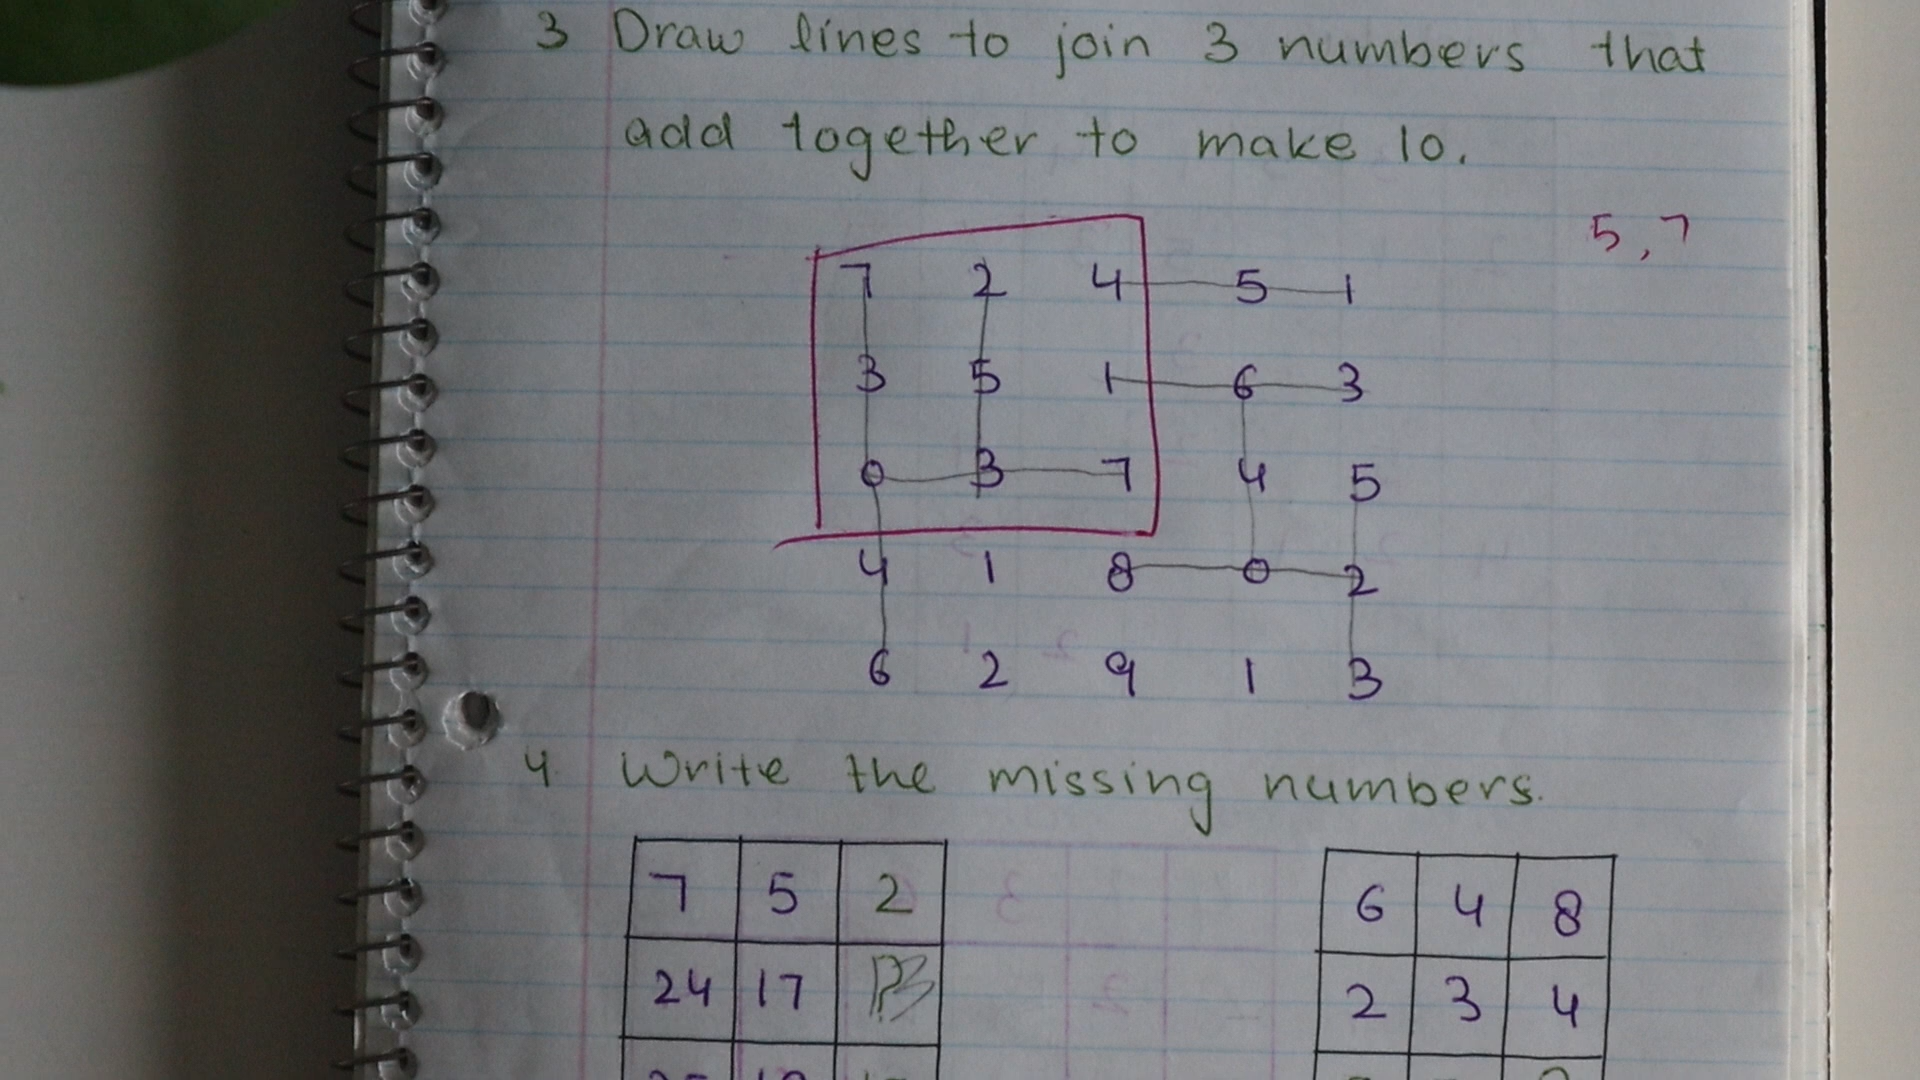 3 Draw lines to join 3 numbers that
add together to make 10.
5,7
7 2 4 5 1
3 5 1 6 3
0 3 7 4 5
4 1 8 0 2
6 2 9 1 3
4. Write the missing numbers.
7 5 2
24 17
6 4 8
2 3 4